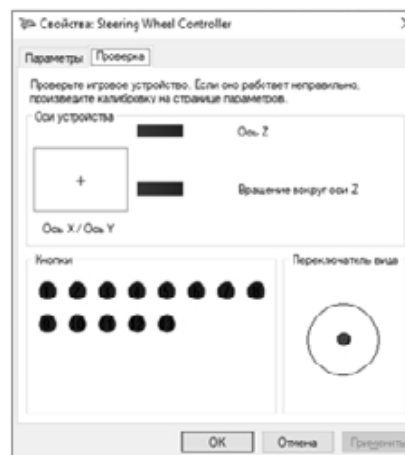 Свойства: Steering Wheel Controller
Параметры
Проверка
Проверьте игровое устройство. Если оно работает неправильно,
произведите калибровку на странице параметров.
Оси устройства
Ось Z
Вращение вокруг оси Z
Ось X / Ось Y
Кнопки
Переключатель вида
OK
Отмена
Применить